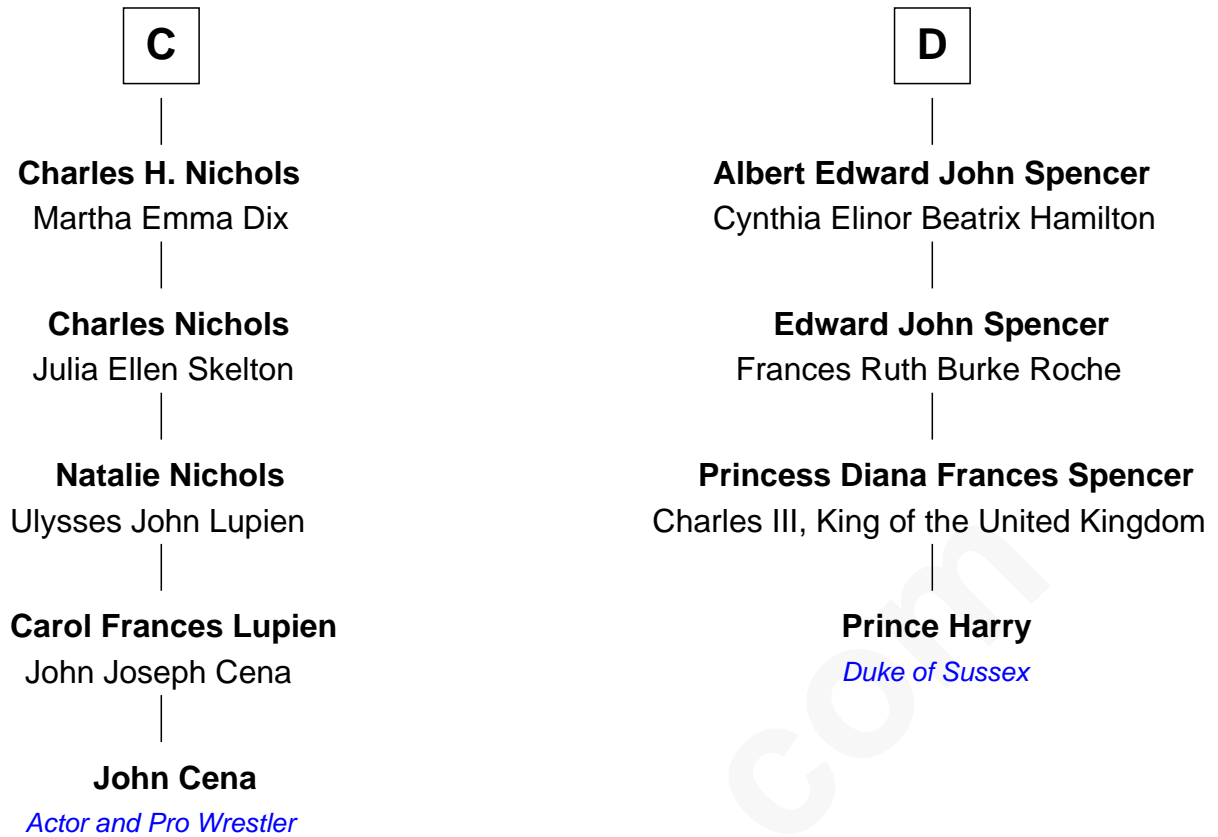 C
Charles H. Nichols
Martha Emma Dix
Charles Nichols
Julia Ellen Skelton
Natalie Nichols
Ulysses John Lupien
Carol Frances Lupien
John Joseph Cena
John Cena
Actor and Pro Wrestler
D
Albert Edward John Spencer
Cynthia Elinor Beatrix Hamilton
Edward John Spencer
Frances Ruth Burke Roche
Princess Diana Frances Spencer
Charles III, King of the United Kingdom
Prince Harry
Duke of Sussex
com